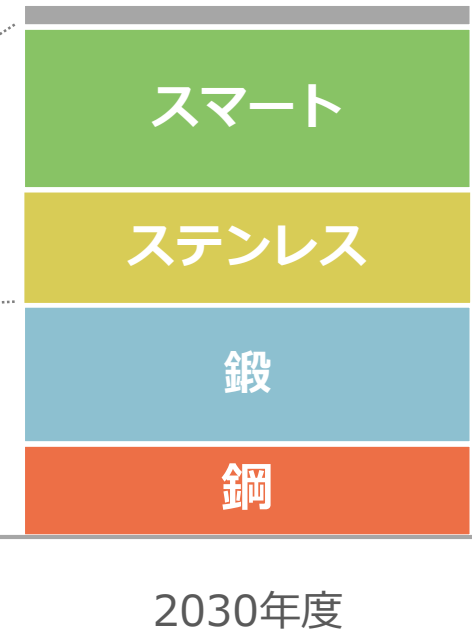 スマート
ステンレス
鍛
鋼
2030年度